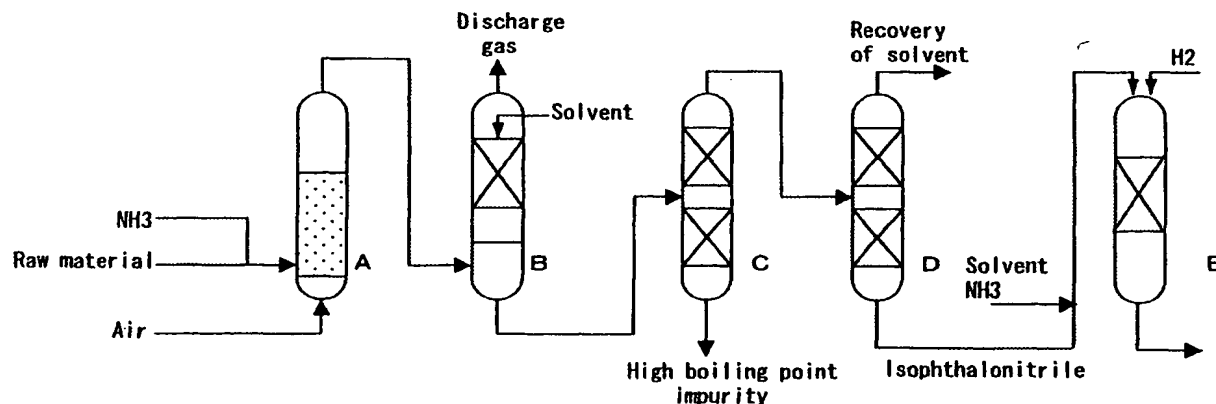 Discharge
gas
Solvent
NH3
Raw material
Air
A
B
C
High boiling point
impurity
Recovery
of solvent
D
Solvent
NH3
Isophthalonitrile
H2
E